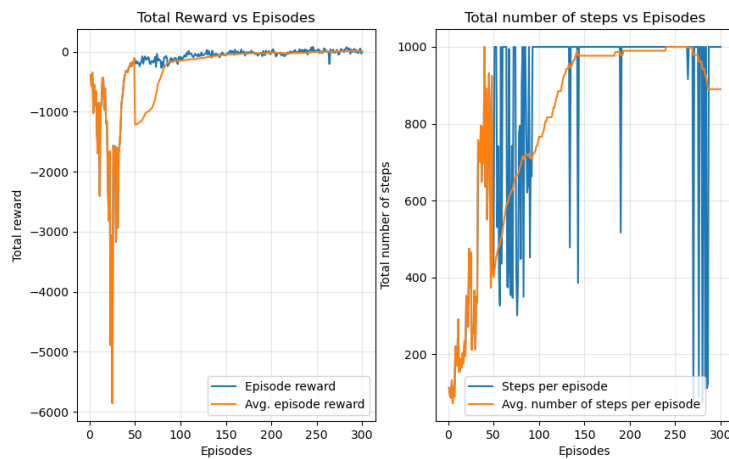 Total Reward vs Episodes
0
−1000
−2000
−3000
−4000
−5000
−6000
Total reward
0
50
100
150
200
250
300
Episodes
Episode reward
Avg. episode reward
Total number of steps vs Episodes
1000
800
600
400
200
Total number of steps
0
50
100
150
200
250
300
Episodes
Steps per episode
Avg. number of steps per episode